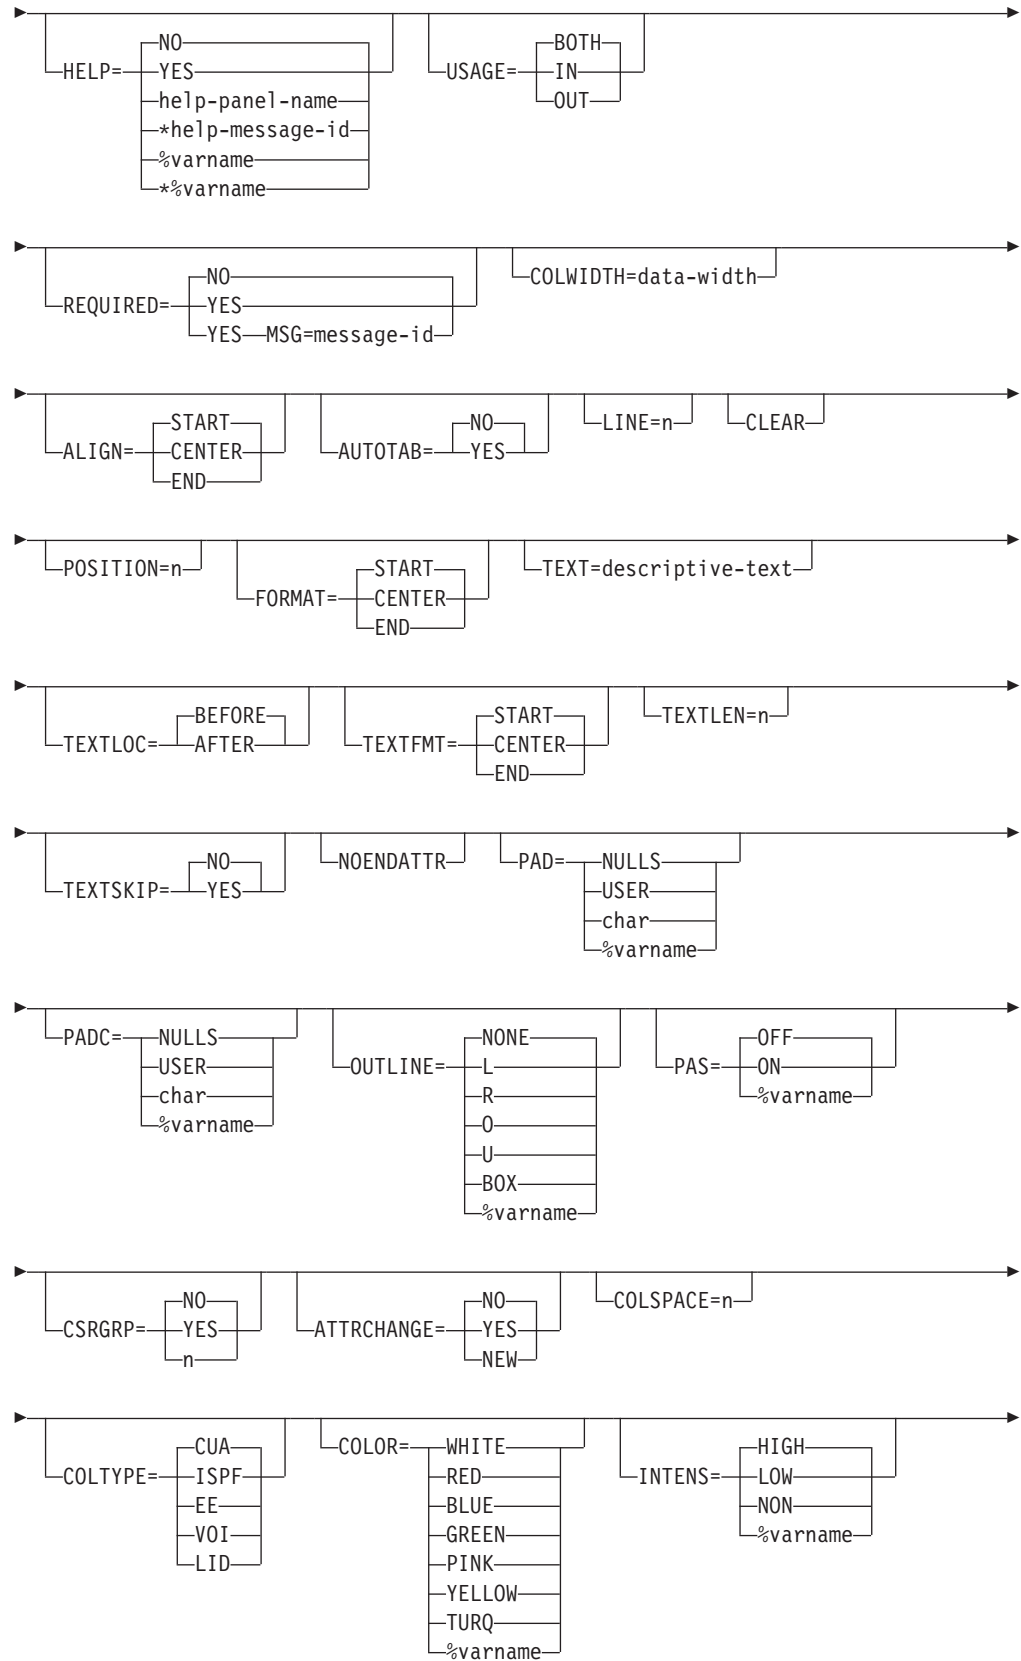 NO BOTH
HELP= YES USAGE= IN
help-panel-name OUT
*help-message-id
%varname
*%varname
NO COLWIDTH=data-width
REQUIRED= YES
YES MSG=message-id
START NO LINE=n CLEAR
ALIGN= CENTER AUTOTAB= YES
END
POSITION=n START TEXT=descriptive-text
FORMAT= CENTER
END
BEFORE START TEXTLEN=n
TEXTLOC= AFTER TEXTFMT= CENTER
END
NO NOENDATTR PAD= NULLS
TEXTSKIP= YES USER
char
%varname
PADC= NULLS NONE OFF
USER OUTLINE= L PAS= ON
char R %varname
%varname O
U
BOX
%varname
NO NO COLSPACE=n
CSRGRP= YES ATTRCHANGE= YES
n NEW
CUA COLOR= WHITE HIGH
COLTYPE= ISPF RED INTENS= LOW
EE BLUE NON
VOI GREEN %varname
LID PINK
YELLOW
TURQ
%varname